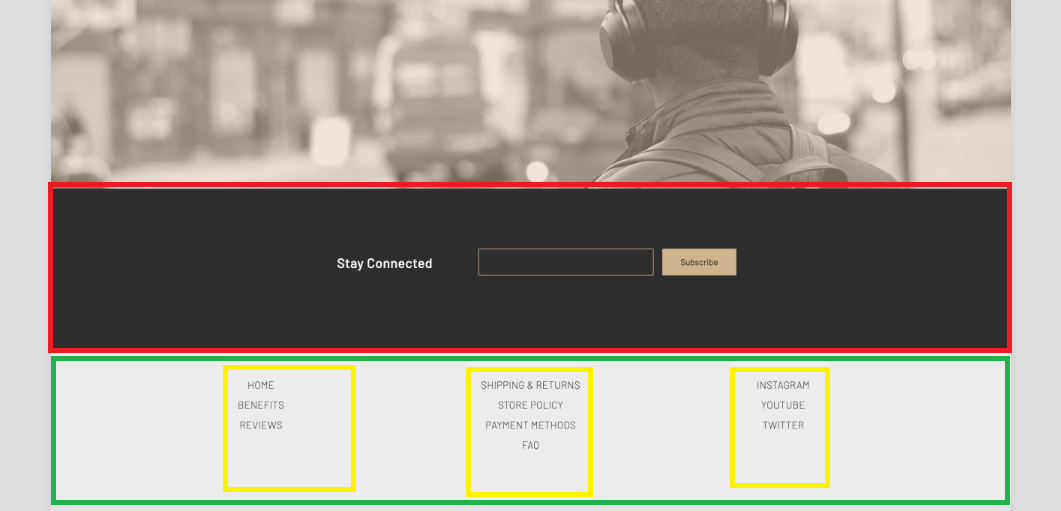 Stay Connected
Subscribe
HOME
BENEFITS
REVIEWS
SHIPPING & RETURNS
STORE POLICY
PAYMENT METHODS
FAQ
INSTAGRAM
YOUTUBE
TWITTER